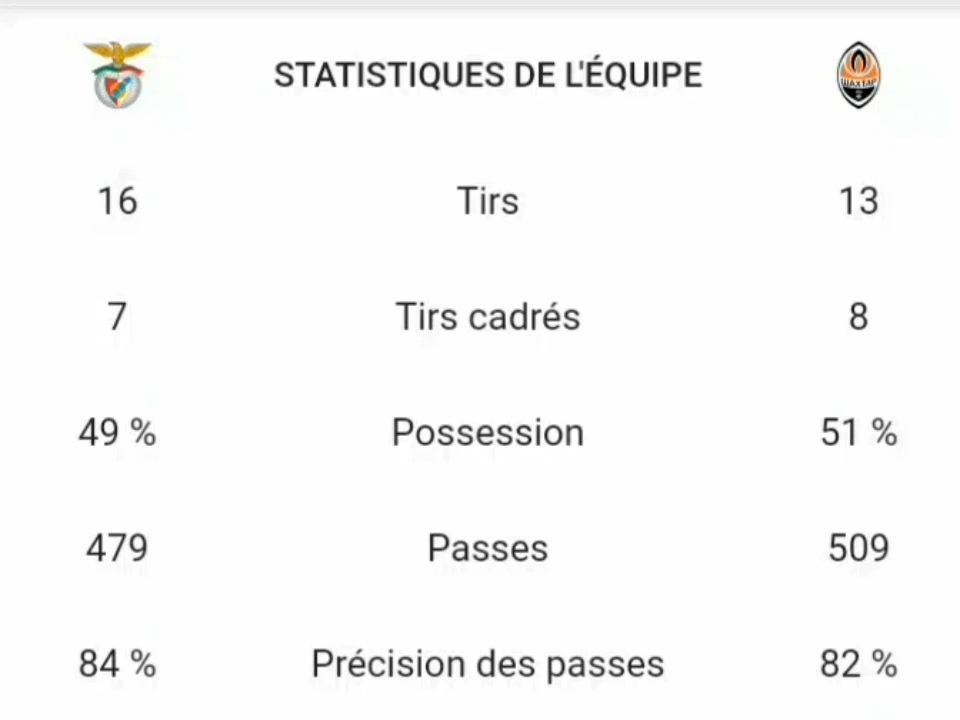 STATISTIQUES DE L'ÉQUIPE
16 Tirs 13
7 Tirs cadrés 8
49 % Possession 51 %
479 Passes 509
84 % Précision des passes 82 %